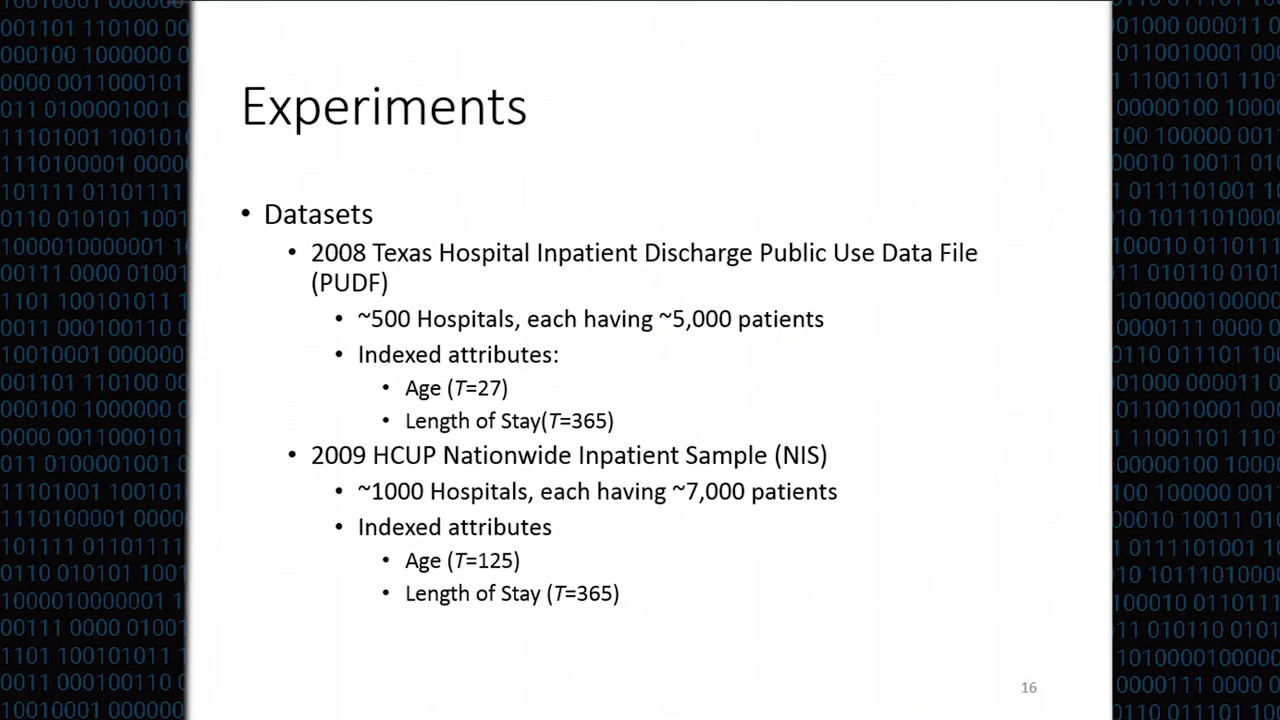 Experiments
• Datasets
• 2008 Texas Hospital Inpatient Discharge Public Use Data File
(PUDF)
• ~500 Hospitals, each having ~5,000 patients
• Indexed attributes:
• Age (T=27)
• Length of Stay(T=365)
• 2009 HCUP Nationwide Inpatient Sample (NIS)
• ~1000 Hospitals, each having ~7,000 patients
• Indexed attributes
• Age (T=125)
• Length of Stay (T=365)
16